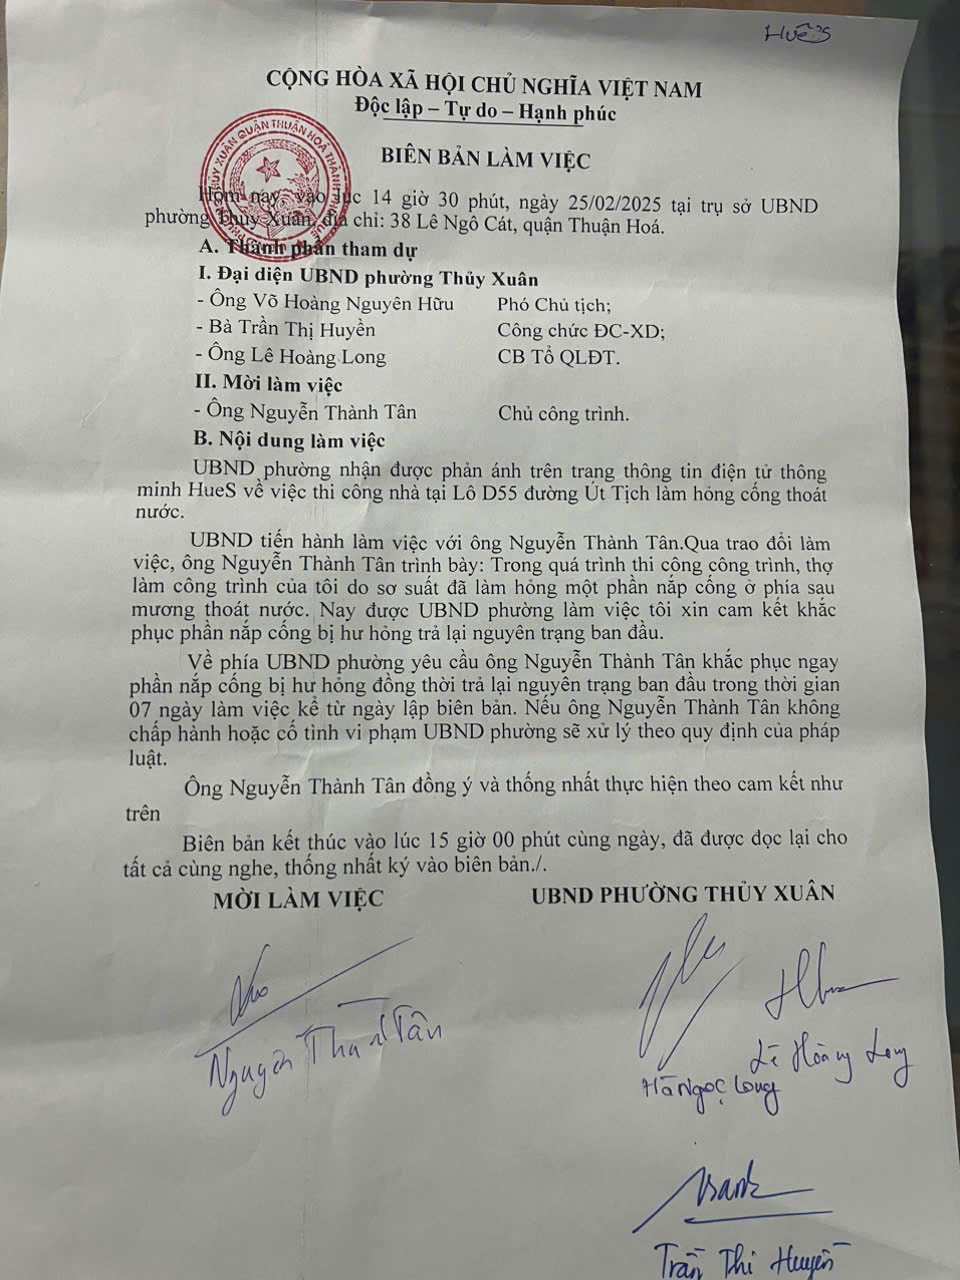 HuêS
CỘNG HÒA XÃ HỘI CHỦ NGHĨA VIỆT NAM
Độc lập – Tự do – Hạnh phúc
BIÊN BẢN LÀM VIỆC
Hôm nay, vào lúc 14 giờ 30 phút, ngày 25/02/2025 tại trụ sở UBND
phường Thủy Xuân, địa chỉ: 38 Lê Ngô Cát, quận Thuận Hoá.
A. Thành phần tham dự
I. Đại diện UBND phường Thủy Xuân
- Ông Võ Hoàng Nguyên Hữu Phó Chủ tịch;
- Bà Trần Thị Huyền Công chức ĐC-XD;
- Ông Lê Hoàng Long CB Tổ QLĐT.
II. Mời làm việc
- Ông Nguyễn Thành Tân Chủ công trình.
B. Nội dung làm việc
UBND phường nhận được phản ánh trên trang thông tin điện tử thông
minh HueS về việc thi công nhà tại Lô D55 đường Út Tịch làm hỏng cống thoát
nước.
UBND tiến hành làm việc với ông Nguyễn Thành Tân.Qua trao đổi làm
việc, ông Nguyễn Thành Tân trình bày: Trong quá trình thi công công trình, thợ
làm công trình của tôi do sơ suất đã làm hỏng một phần nắp cống ở phía sau
mương thoát nước. Nay được UBND phường làm việc tôi xin cam kết khắc
phục phần nắp cống bị hư hỏng trả lại nguyên trạng ban đầu.
Về phía UBND phường yêu cầu ông Nguyễn Thành Tân khắc phục ngay
phần nắp cống bị hư hỏng đồng thời trả lại nguyên trạng ban đầu trong thời gian
07 ngày làm việc kể từ ngày lập biên bản. Nếu ông Nguyễn Thành Tân không
chấp hành hoặc cố tình vi phạm UBND phường sẽ xử lý theo quy định của pháp
luật.
Ông Nguyễn Thành Tân đồng ý và thống nhất thực hiện theo cam kết như
trên
Biên bản kết thúc vào lúc 15 giờ 00 phút cùng ngày, đã được đọc lại cho
tất cả cùng nghe, thống nhất ký vào biên bản./.
MỜI LÀM VIỆC UBND PHƯỜNG THỦY XUÂN
Nguyễn Thành Tân
Lê Hoàng Long
Hà Ngọc Long
Trần Thị Huyền